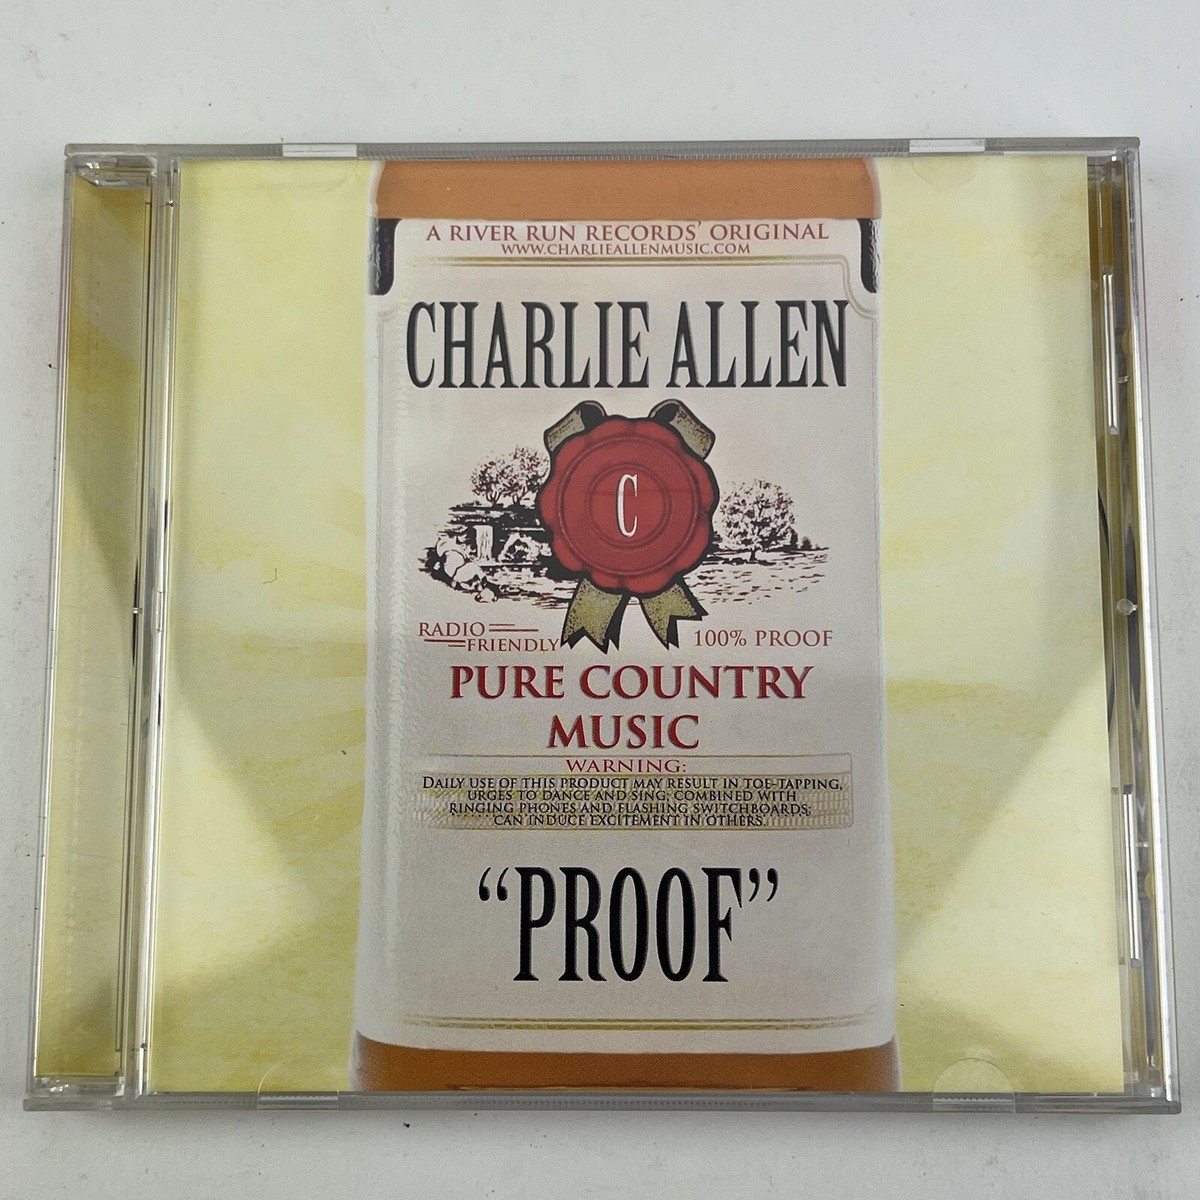 A RIVER RUN RECORDS' ORIGINAL
WWW.CHARLIEALLENMUSIC.COM
CHARLIE ALLEN
C
RADIO
FRIENDLY
100% PROOF
PURE COUNTRY
MUSIC
WARNING:
DAILY USE OF THIS PRODUCT MAY RESULT IN TOE-TAPPING,
URGES TO DANCE AND SING; COMBINED WITH
RINGING PHONES AND FLASHING SWITCHBOARDS;
CAN INDUCE EXCITEMENT IN OTHERS.
“PROOF”